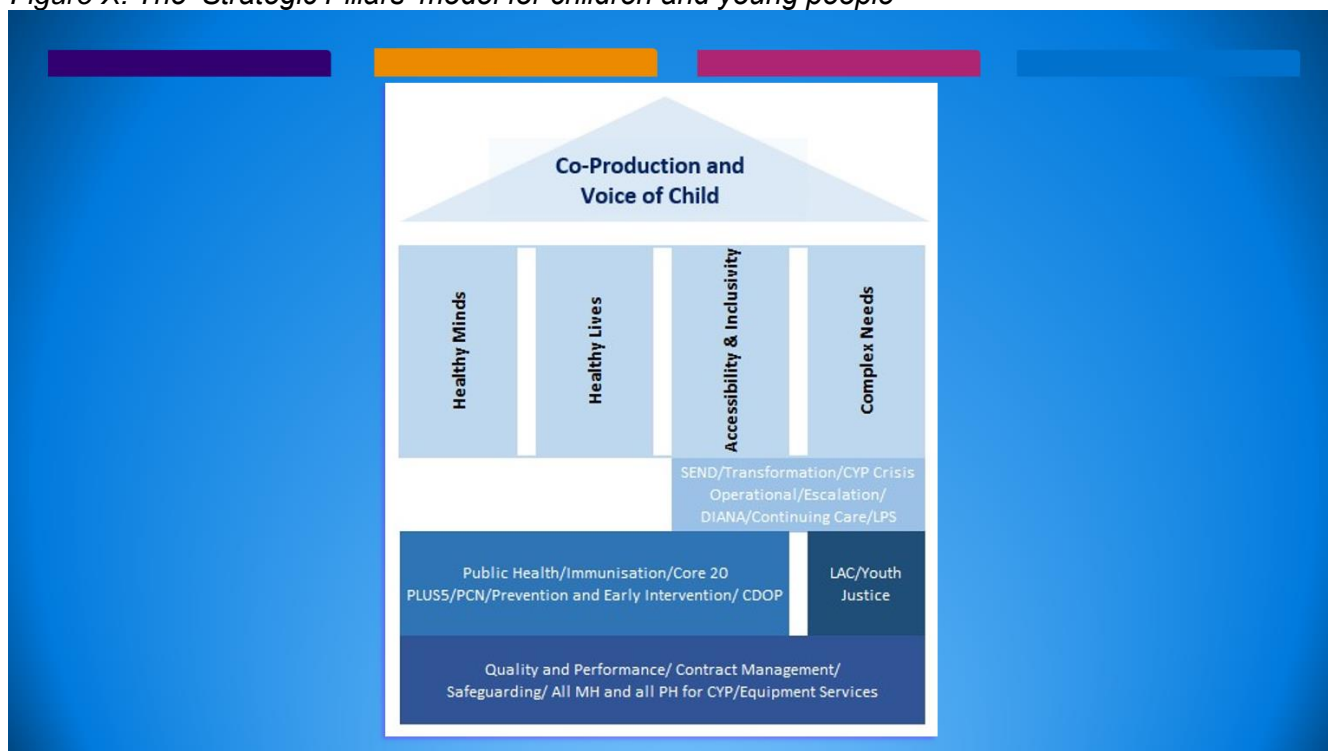 Figure X: The 'Strategic Pillars' model for children and young people
Co-Production and
Voice of Child
Healthy Minds
Healthy Lives
Accessibility & Inclusivity
Complex Needs
SEND/Transformation/CYP Crisis
Operational/Escalation/
DIANA/Continuing Care/LPS
Public Health/Immunisation/Core 20
PLUS5/PCN/Prevention and Early Intervention/ CDOP
LAC/Youth
Justice
Quality and Performance/ Contract Management/
Safeguarding/ All MH and all PH for CYP/Equipment Services